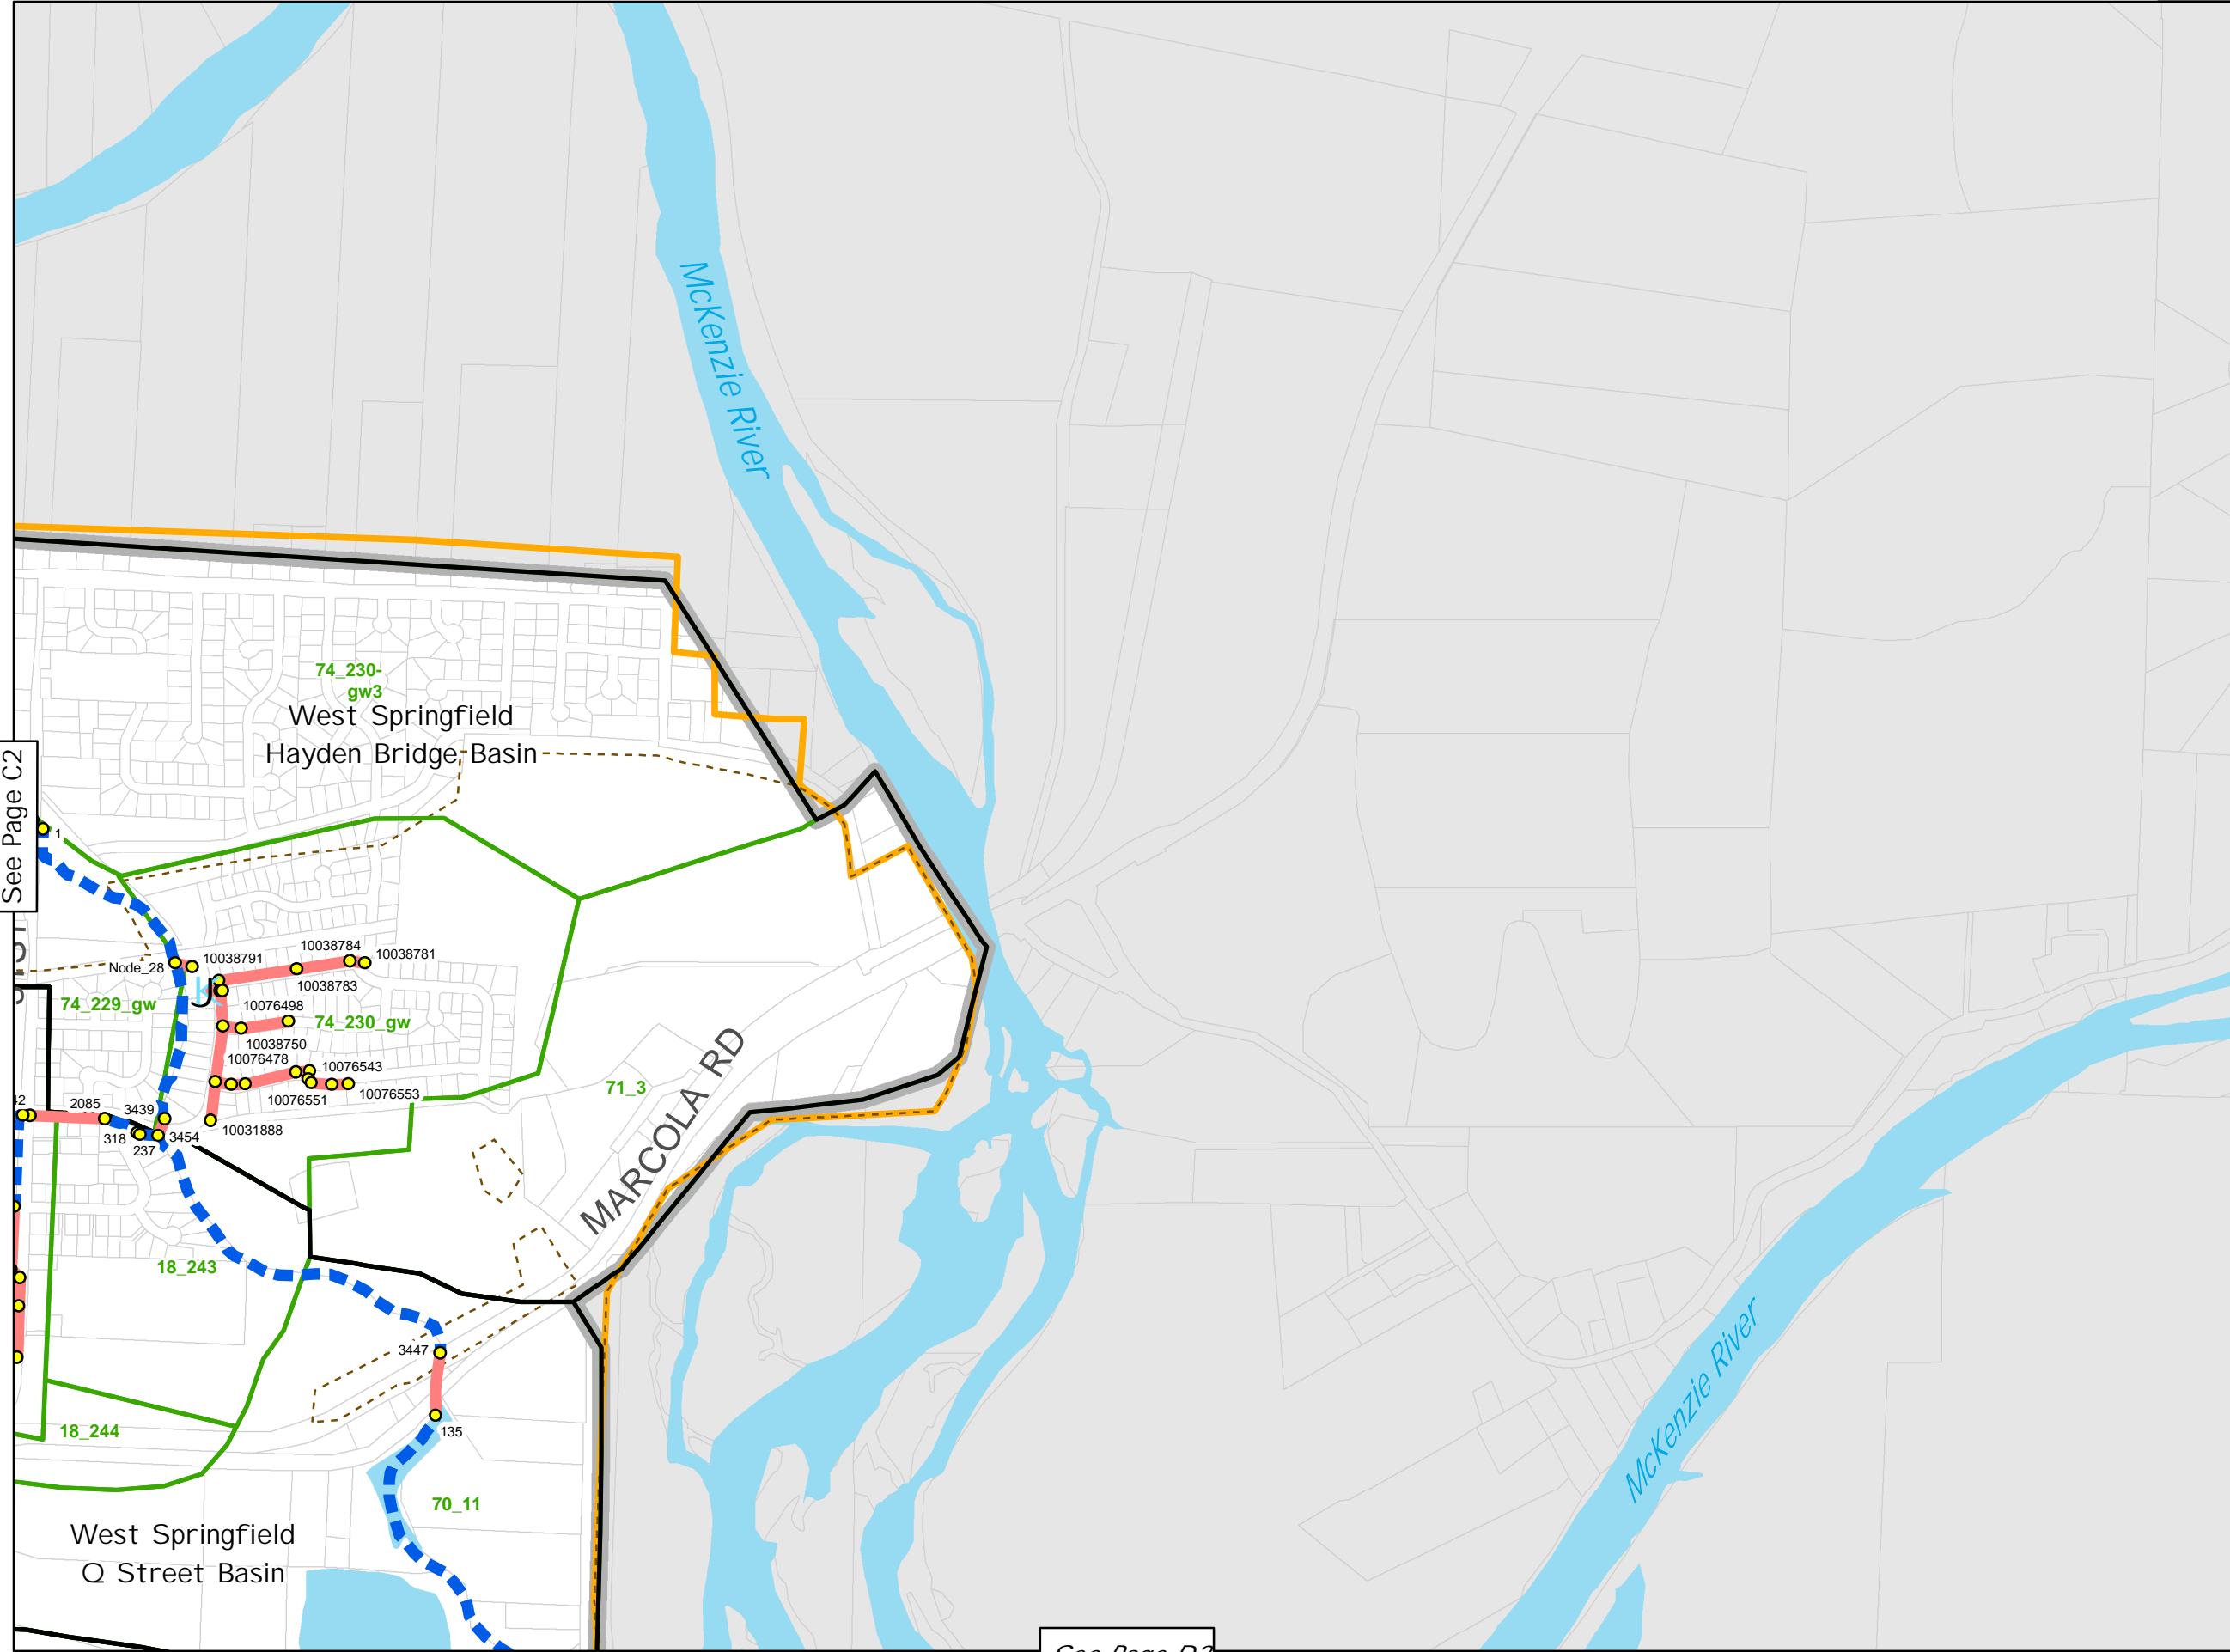 McKenzie River
74_230-
gw3
West Springfield
Hayden Bridge Basin
See Page C2
1
10038784
10038781
10038791
Node_28
10038783
74_229_gw
10076498
74_230_gw
10038750
10076478
10076543
10076551
10076553
71_3
MARCOLA RD
42
2085
3439
10031888
318
3454
237
18_243
McKenzie River
3447
135
18_244
70_11
West Springfield
Q Street Basin